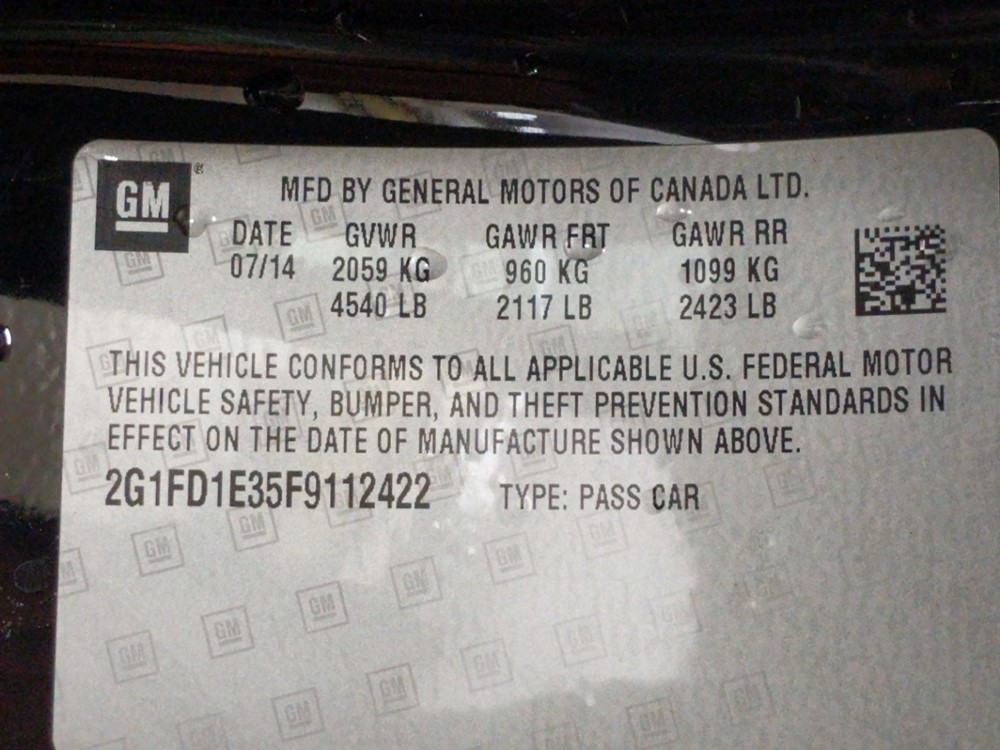 GM ®
MFD BY GENERAL MOTORS OF CANADA LTD.
DATE GVWR GAWR FRT GAWR RR
07/14 2059 KG 960 KG 1099 KG
4540 LB 2117 LB 2423 LB
THIS VEHICLE CONFORMS TO ALL APPLICABLE U.S. FEDERAL MOTOR
VEHICLE SAFETY, BUMPER, AND THEFT PREVENTION STANDARDS IN
EFFECT ON THE DATE OF MANUFACTURE SHOWN ABOVE.
2G1FD1E35F9112422 TYPE: PASS CAR